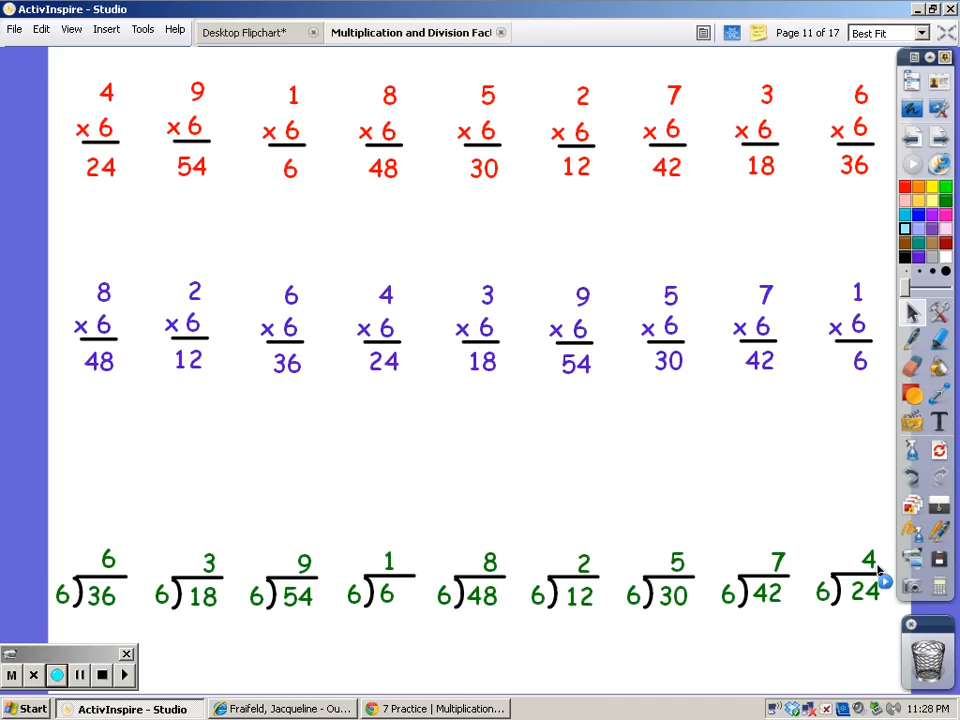 ActivInspire - Studio
File Edit View Insert Tools Help
Desktop Flipchart*
Multiplication and Division Fact
Page 11 of 17
Best Fit
4 9 1 8 5 2 7 3 6
x 6 x 6 x 6 x 6 x 6 x 6 x 6 x 6 x 6
24 54 6 48 30 12 42 18 36
8 2 6 4 3 9 5 7 1
x 6 x 6 x 6 x 6 x 6 x 6 x 6 x 6 x 6
48 12 36 24 18 54 30 42 6
6 3 9 1 8 2 5 7 4
6)36 6)18 6)54 6)6 6)48 6)12 6)30 6)42 6)24
T
M
Start
ActivInspire - Studio
Fraifeld, Jacqueline - Ou...
7 Practice | Multiplication...
11:28 PM